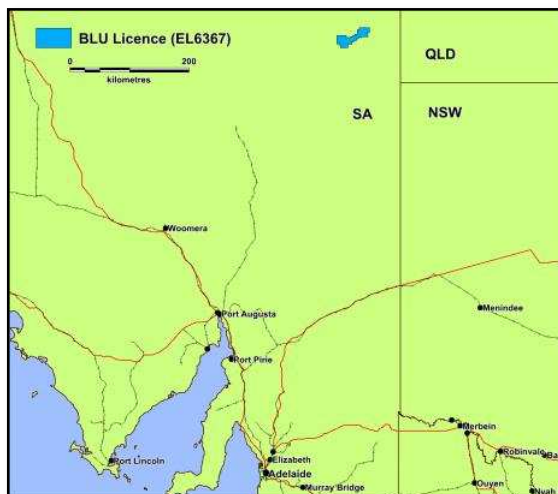 BLU Licence (EL6367)
0 200
kilometres
QLD
SA NSW
Woomera
Menindee
Port Augusta
Port Pirie
Merbein
Robinvale
Elizabeth
Port Lincoln
Adelaide
Ouyen
Murray Bridge